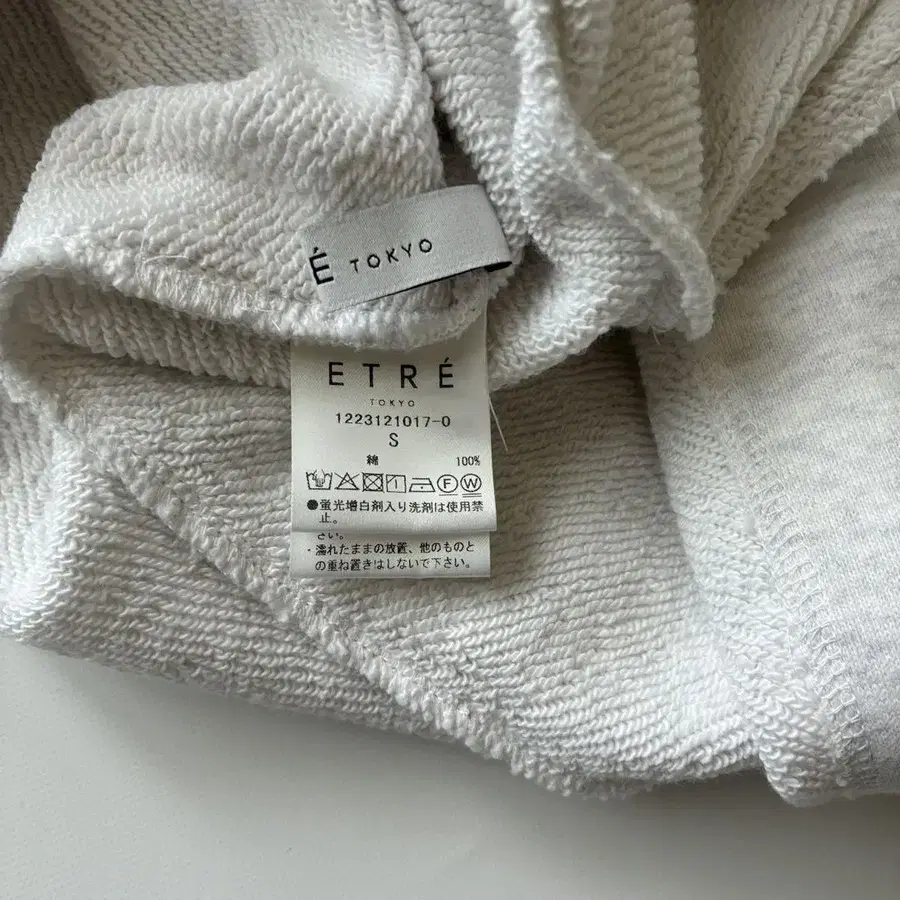 É TOKYO
ETRÉ
TOKYO
1223121017-0
S
綿 100%
F W
●蛍光増白剤入り洗剤は使用禁
止。
さい。
・濡れたままの放置、他のものと
の重ね置きはしないで下さい。